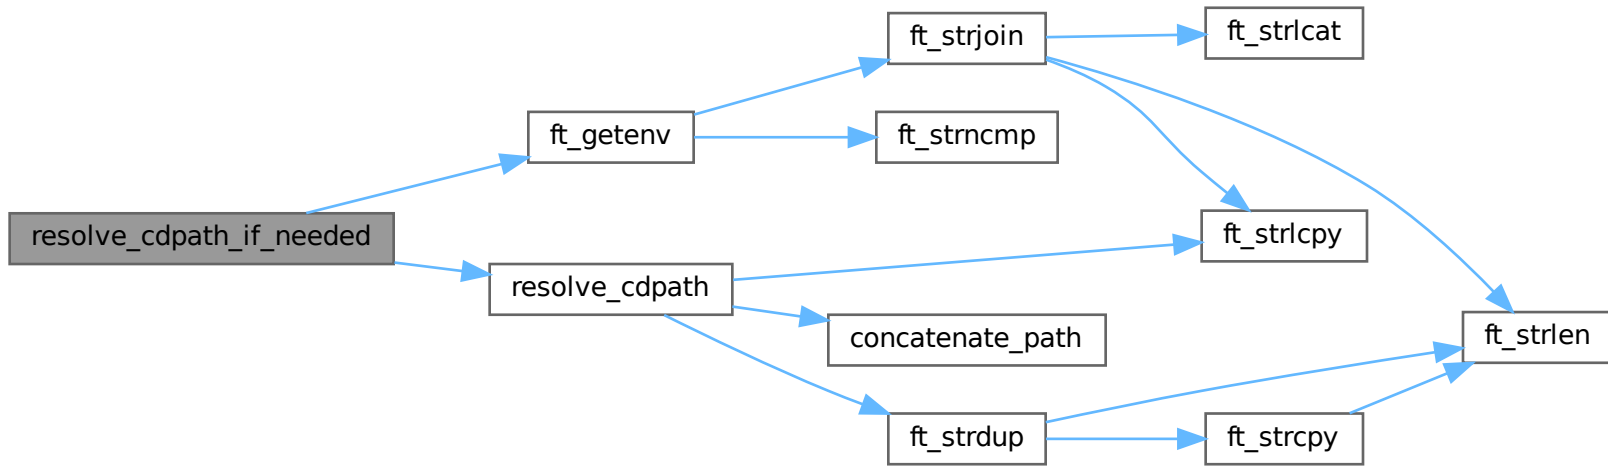 ft_strjoin
ft_strlcat
ft_getenv
ft_strncmp
resolve_cdpath_if_needed
ft_strlcpy
resolve_cdpath
concatenate_path
ft_strlen
ft_strdup
ft_strcpy